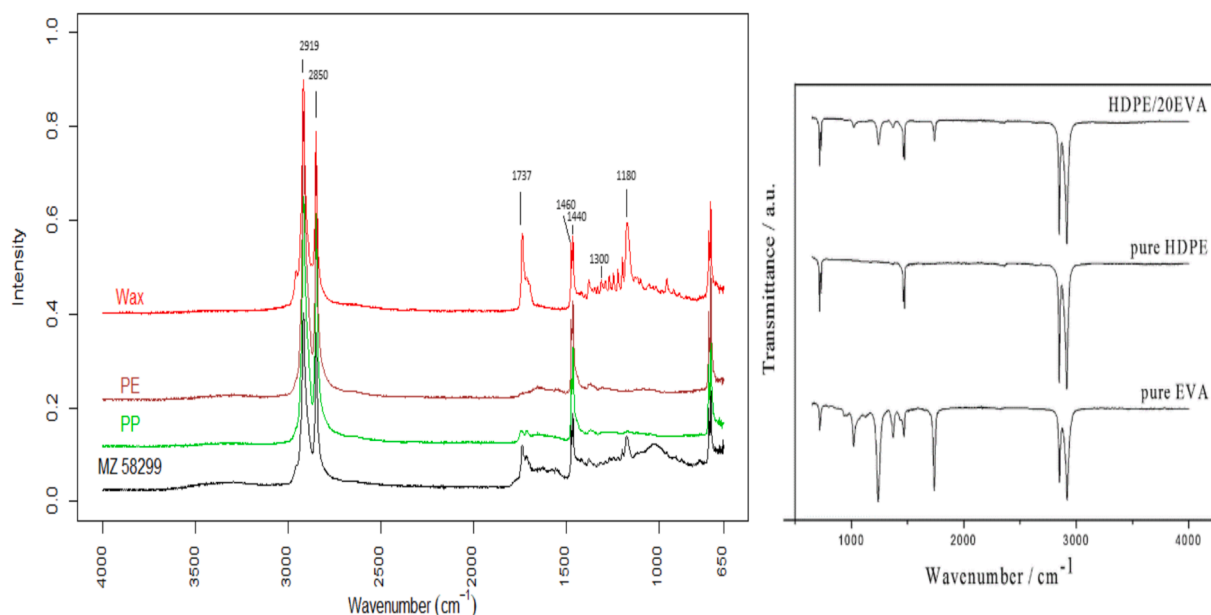 1.0
0.8
0.6
0.4
0.2
0.0
Intensity
2919
2850
1737
1460
1440
1300
1180
Wax
PE
PP
MZ 58299
4000
3500
3000
2500
2000
1500
1000
650
Wavenumber (cm⁻¹)
HDPE/20EVA
pure HDPE
pure EVA
Transmittance / a.u.
1000
2000
3000
4000
Wavenumber / cm⁻¹